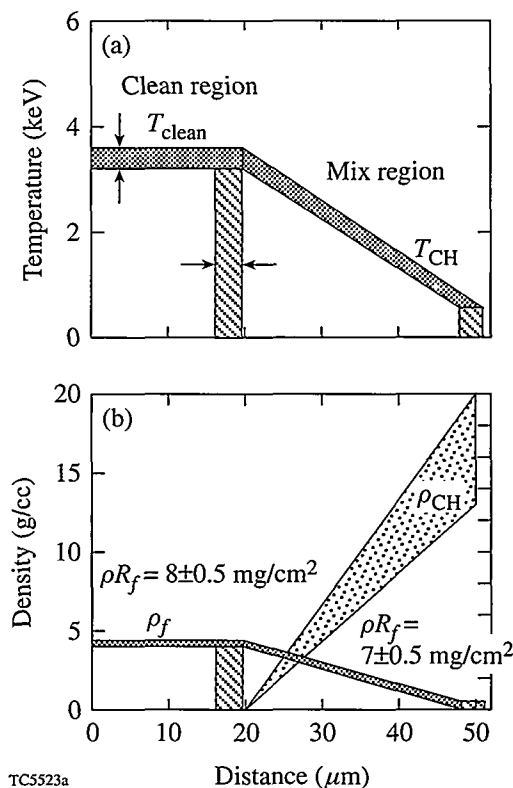 (a)
Clean region
T_clean
Mix region
T_CH
Temperature (keV)
6
4
2
0
(b)
ρ_CH
ρR_f = 8±0.5 mg/cm²
ρ_f
ρR_f =
7±0.5 mg/cm²
Density (g/cc)
20
15
10
5
0
0 10 20 30 40 50
Distance (μm)
TC5523a